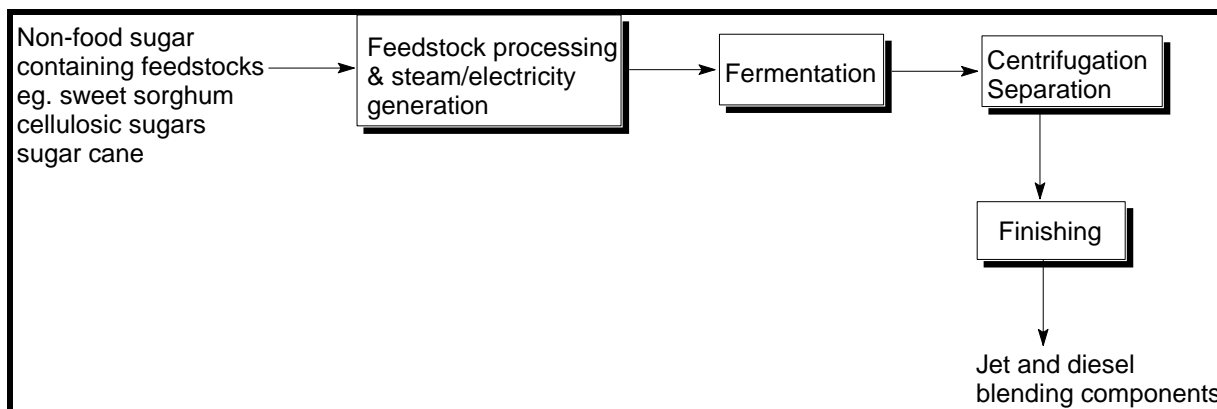 Non-food sugar
containing feedstocks
eg. sweet sorghum
cellulosic sugars
sugar cane
Feedstock processing
& steam/electricity
generation
Fermentation
Centrifugation
Separation
Finishing
Jet and diesel
blending components